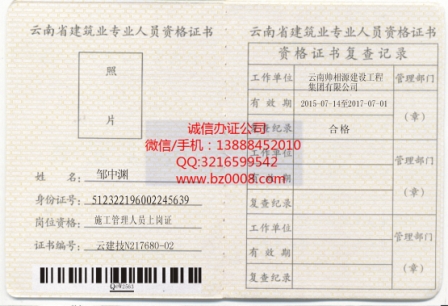 云南省建筑业专业人员资格证书
照
片
姓 名： 邹中渊
身份证号： 512322196002245639
岗位资格： 施工管理人员上岗证
证书编号： 云建技N217680-02
云南省建筑业专业人员资格证书
资格证书复查记录
工作单位 云南帅相源建设工程集团有限公司 管理部门
有 效 期 2015-07-14至2017-07-01
复查纪录 合格 （章）
工作单位 管理部门
有 效 期
复查纪录 （章）
工作单位 管理部门
有效期
复查纪录 （章）
诚信办证公司
微信/手机：13888452010
QQ:3216599542
www.bz0008.com